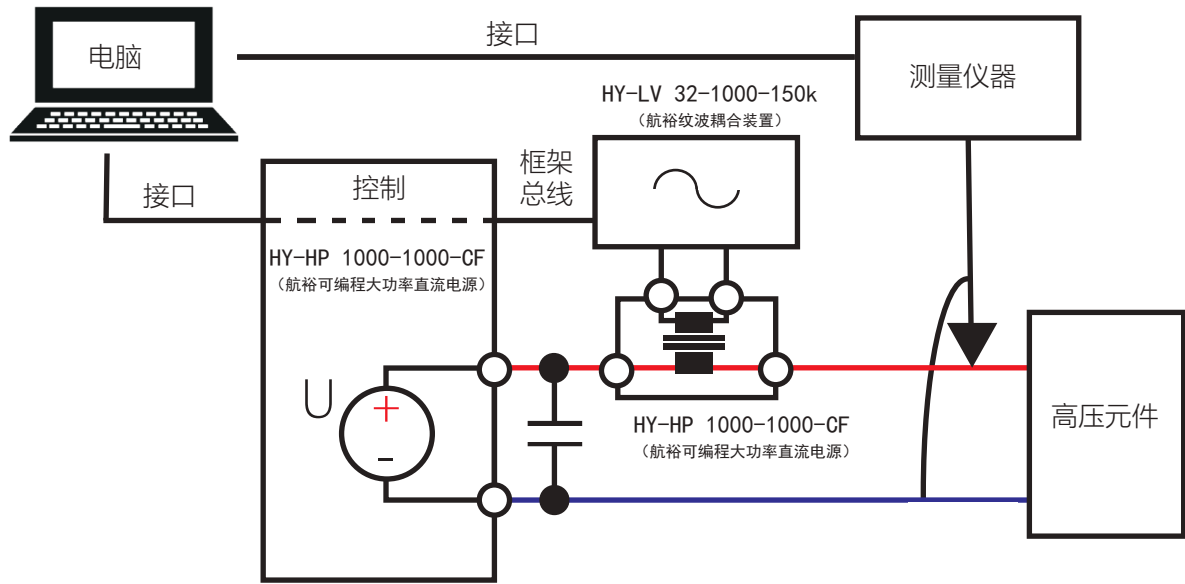 电脑
接口
测量仪器
HY-LV 32-1000-150k
（航裕纹波耦合装置）
接口
控制
框架
总线
HY-HP 1000-1000-CF
（航裕可编程大功率直流电源）
U
+
-
HY-HP 1000-1000-CF
（航裕可编程大功率直流电源）
高压元件